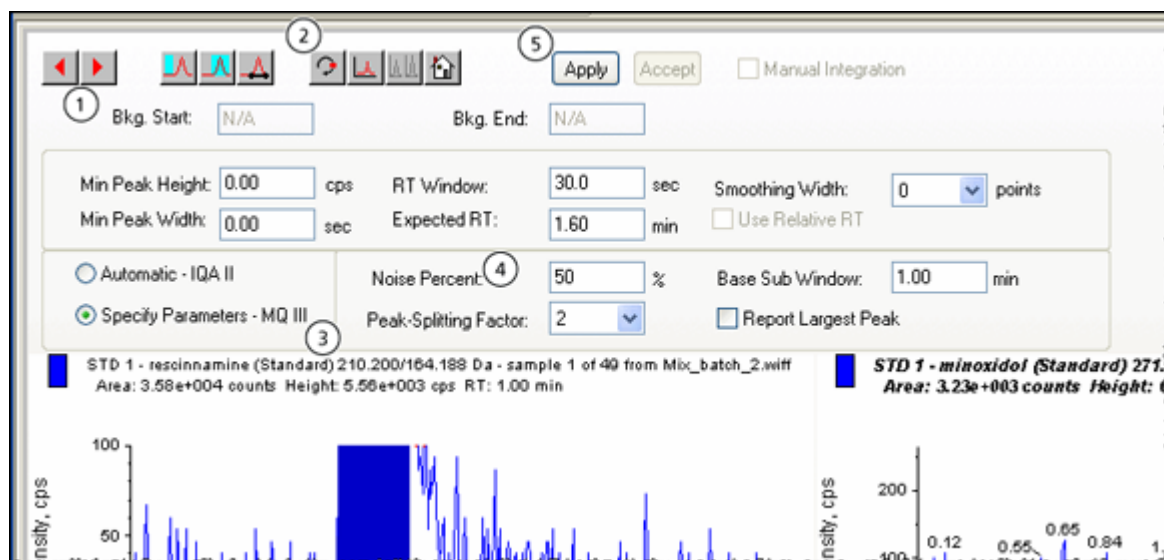 2 5
Apply Accept Manual Integration
1
Bkg. Start: N/A Bkg. End: N/A
Min Peak Height: 0.00 cps RT Window: 30.0 sec Smoothing Width: 0 points
Min Peak Width: 0.00 sec Expected RT: 1.60 min Use Relative RT
Automatic - IQA II Noise Percent: 4 50 % Base Sub Window: 1.00 min
Specify Parameters - MQ III Peak-Splitting Factor: 2 Report Largest Peak
3
STD 1 - rescinnamine (Standard) 210.200/164.188 Da - sample 1 of 49 from Mix_batch_2.wiff
Area: 3.58e+004 counts Height: 5.56e+003 cps RT: 1.00 min
STD 1 - minoxidol (Standard) 271.
Area: 3.23e+003 counts Height:
100
50
nsity, cps
200
100
nsity, cps
0.12 0.55 0.65 0.84